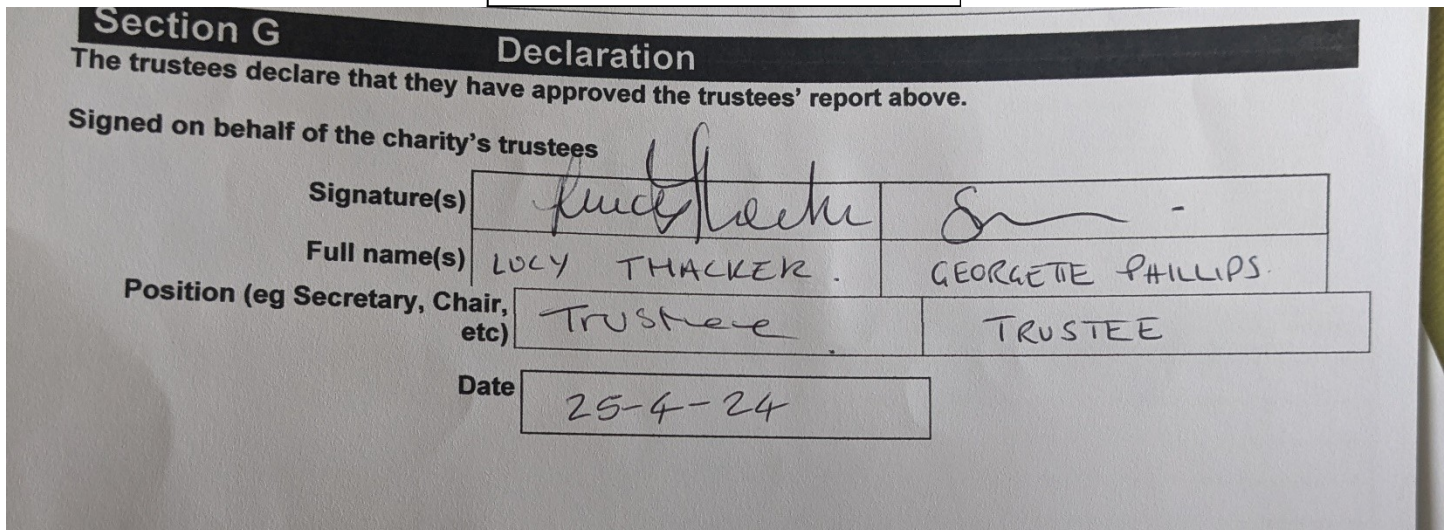 Section G Declaration
The trustees declare that they have approved the trustees' report above.
Signed on behalf of the charity's trustees
Signature(s)
Full name(s) LUCY THACKER. GEORGETTE PHILLIPS.
Position (eg Secretary, Chair, etc) Trustee TRUSTEE
Date 25-4-24